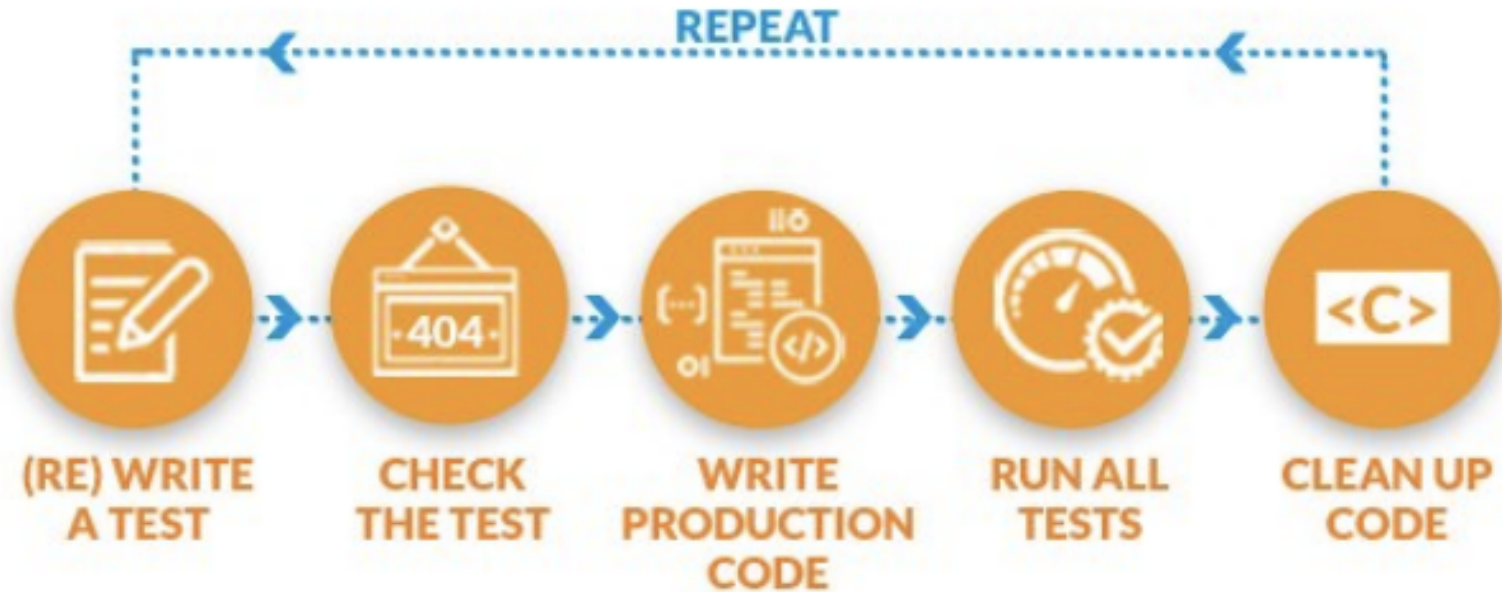 REPEAT
404
(RE) WRITE
A TEST
CHECK
THE TEST
WRITE
PRODUCTION
CODE
RUN ALL
TESTS
<C>
CLEAN UP
CODE